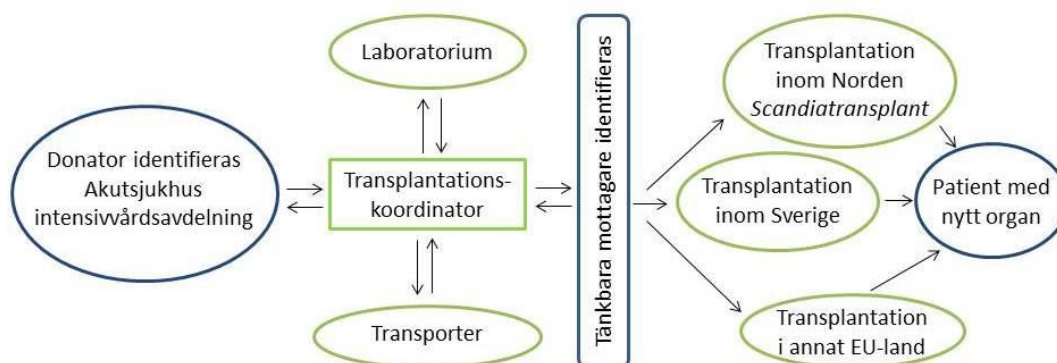 Donator identifieras
Akutsjukhus
intensivvårdsavdelning
Laboratorium
Transplantations-
koordinator
Transporter
Tänkbara mottagare identifieras
Transplantation
inom Norden
Scandiatransplant
Transplantation
inom Sverige
Transplantation
i annat EU-land
Patient med
nytt organ